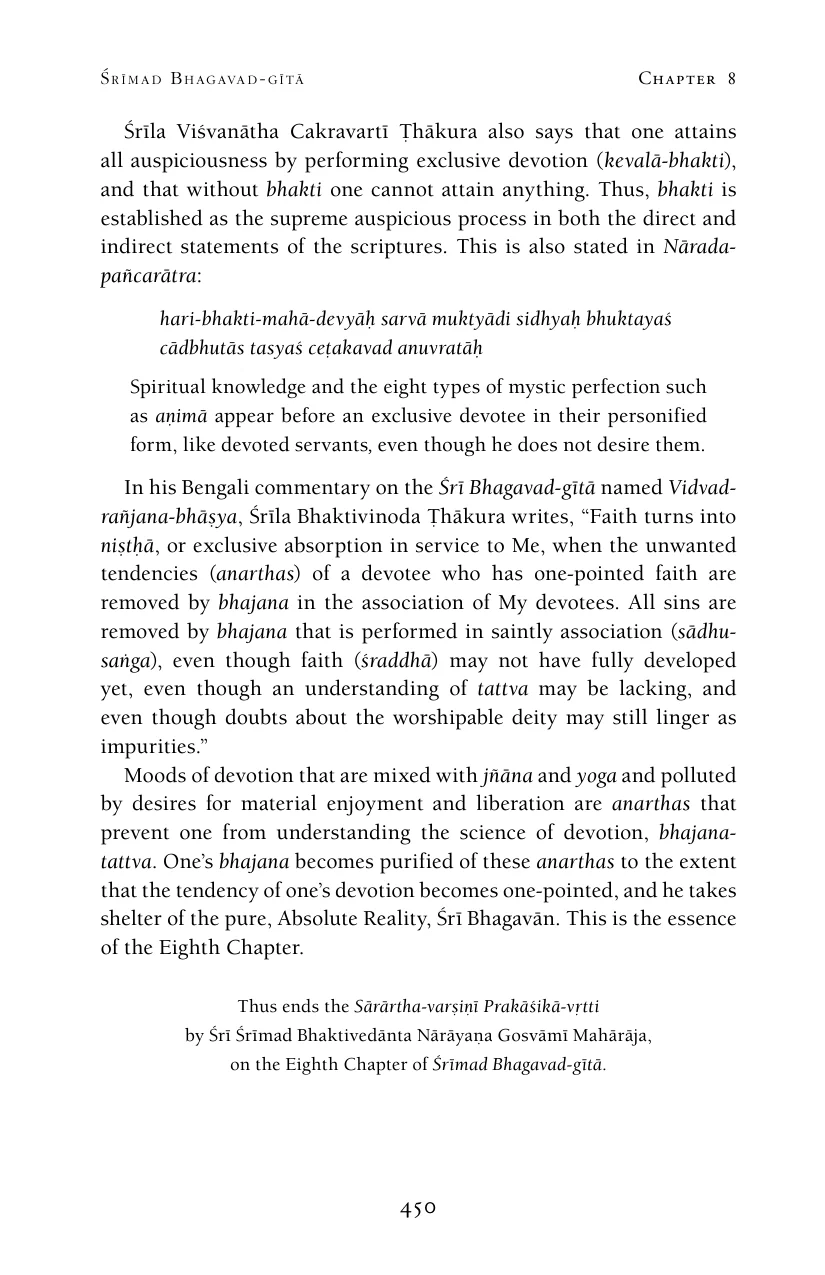 Śrīmad Bhagavad-gītā Chapter 8
Śrīla Viśvanātha Cakravartī Ṭhākura also says that one attains
all auspiciousness by performing exclusive devotion (kevalā-bhakti),
and that without bhakti one cannot attain anything. Thus, bhakti is
established as the supreme auspicious process in both the direct and
indirect statements of the scriptures. This is also stated in Nārada-
pañcarātra:
hari-bhakti-mahā-devyāḥ sarvā muktyādi sidhyaḥ bhuktayaś
cādbhutās tasyaś ceṭakavad anuvratāḥ
Spiritual knowledge and the eight types of mystic perfection such
as aṇimā appear before an exclusive devotee in their personified
form, like devoted servants, even though he does not desire them.
In his Bengali commentary on the Śrī Bhagavad-gītā named Vidvad-
rañjana-bhāṣya, Śrīla Bhaktivinoda Ṭhākura writes, “Faith turns into
niṣṭhā, or exclusive absorption in service to Me, when the unwanted
tendencies (anarthas) of a devotee who has one-pointed faith are
removed by bhajana in the association of My devotees. All sins are
removed by bhajana that is performed in saintly association (sādhu-
saṅga), even though faith (śraddhā) may not have fully developed
yet, even though an understanding of tattva may be lacking, and
even though doubts about the worshipable deity may still linger as
impurities.”
Moods of devotion that are mixed with jñāna and yoga and polluted
by desires for material enjoyment and liberation are anarthas that
prevent one from understanding the science of devotion, bhajana-
tattva. One’s bhajana becomes purified of these anarthas to the extent
that the tendency of one’s devotion becomes one-pointed, and he takes
shelter of the pure, Absolute Reality, Śrī Bhagavān. This is the essence
of the Eighth Chapter.
Thus ends the Sārārtha-varṣiṇī Prakāśikā-vṛtti
by Śrī Śrīmad Bhaktivedānta Nārāyaṇa Gosvāmī Mahārāja,
on the Eighth Chapter of Śrīmad Bhagavad-gītā.
450